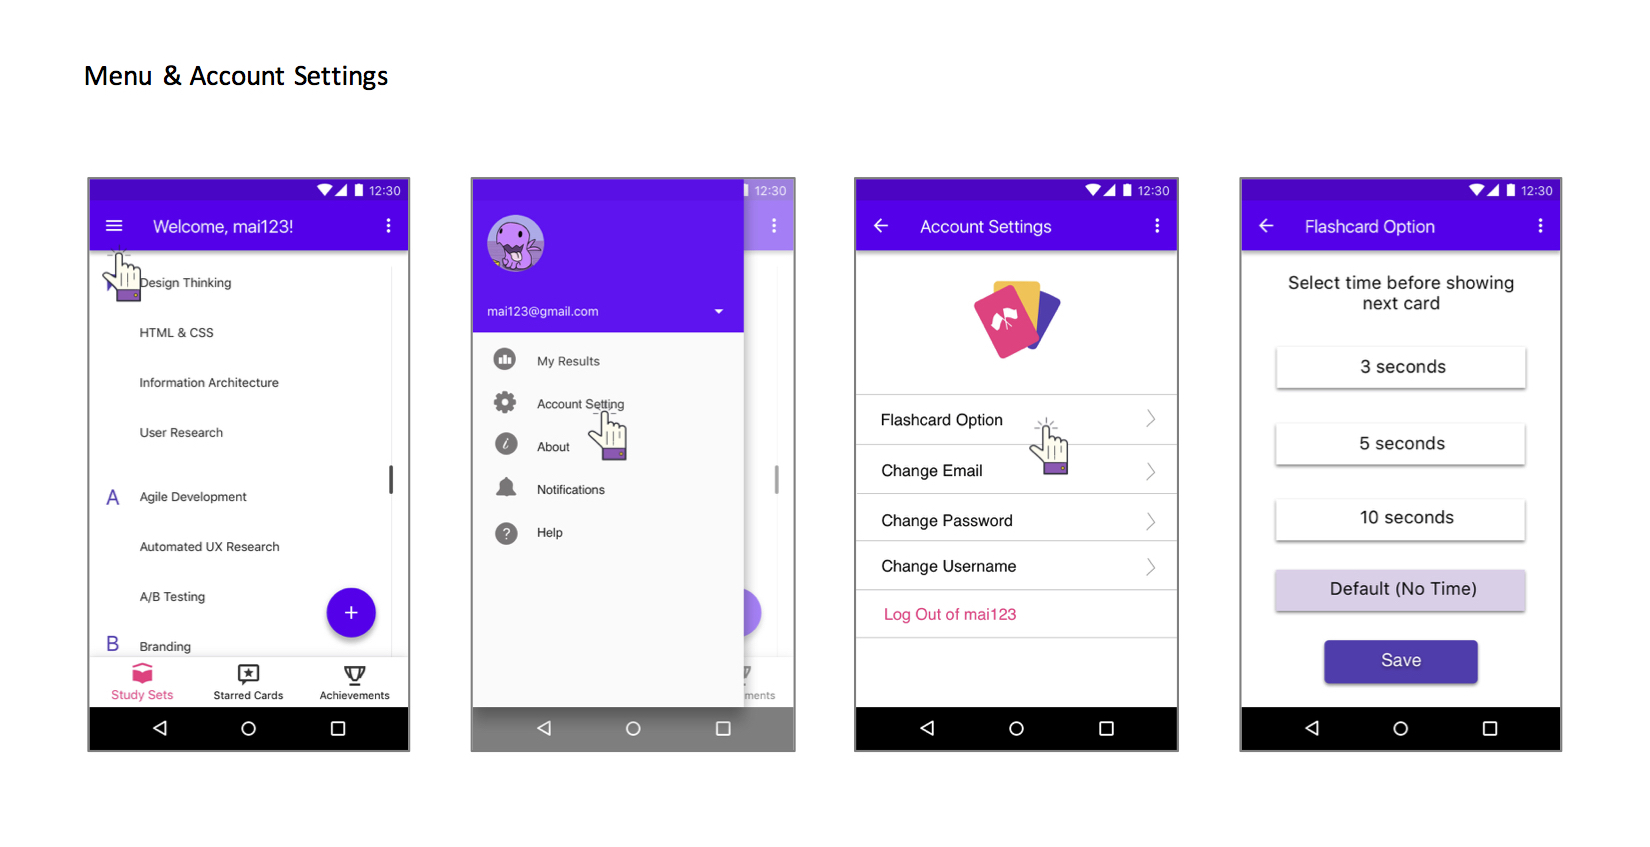 Menu & Account Settings
12:30
Welcome, mai123!
Design Thinking
HTML & CSS
Information Architecture
User Research
A Agile Development
Automated UX Research
A/B Testing
B Branding
+
Study Sets Starred Cards Achievements
12:30
mai123@gmail.com
My Results
Account Setting
i About
Notifications
? Help
ments
12:30
Account Settings
Flashcard Option
Change Email
Change Password
Change Username
Log Out of mai123
12:30
Flashcard Option
Select time before showing
next card
3 seconds
5 seconds
10 seconds
Default (No Time)
Save